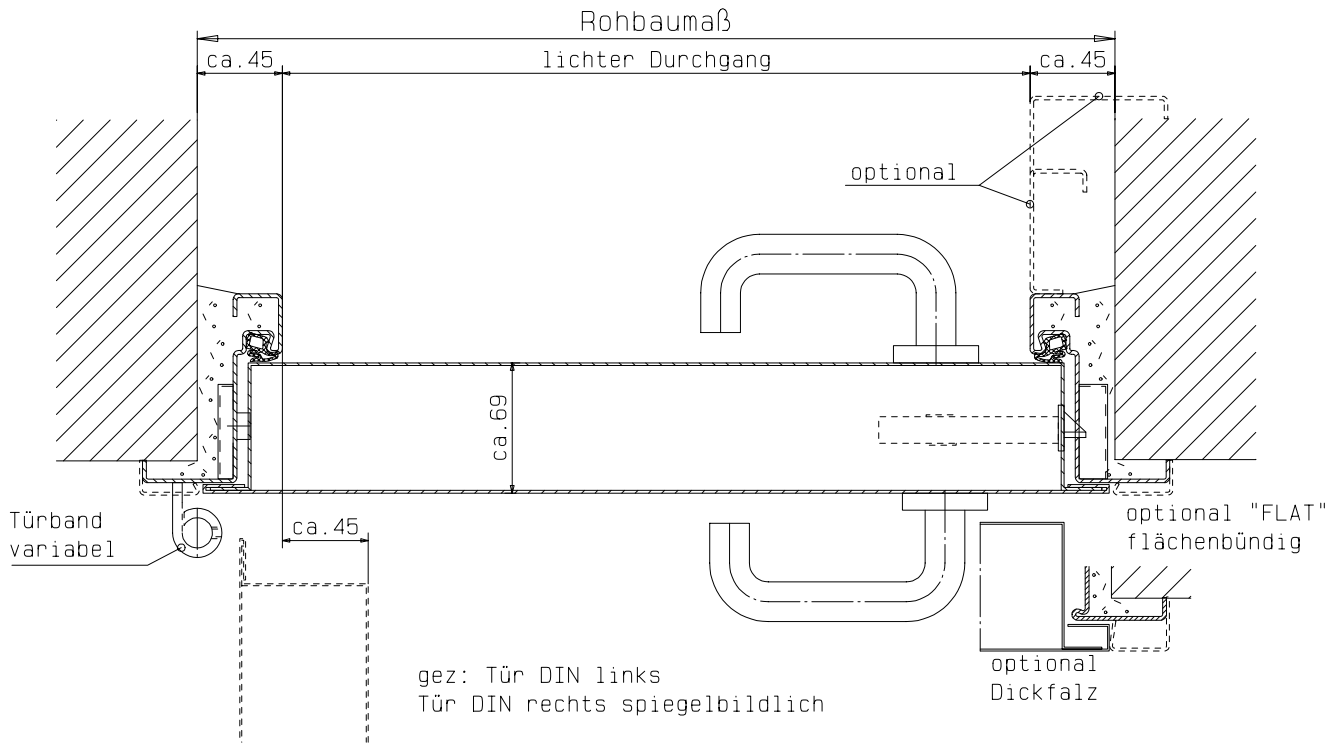 Rohbaumaß
ca.45
lichter Durchgang
ca.45
optional
ca.69
Türband
variabel
ca.45
optional "FLAT"
flächenbündig
optional
Dickfalz
gez: Tür DIN links
Tür DIN rechts spiegelbildlich